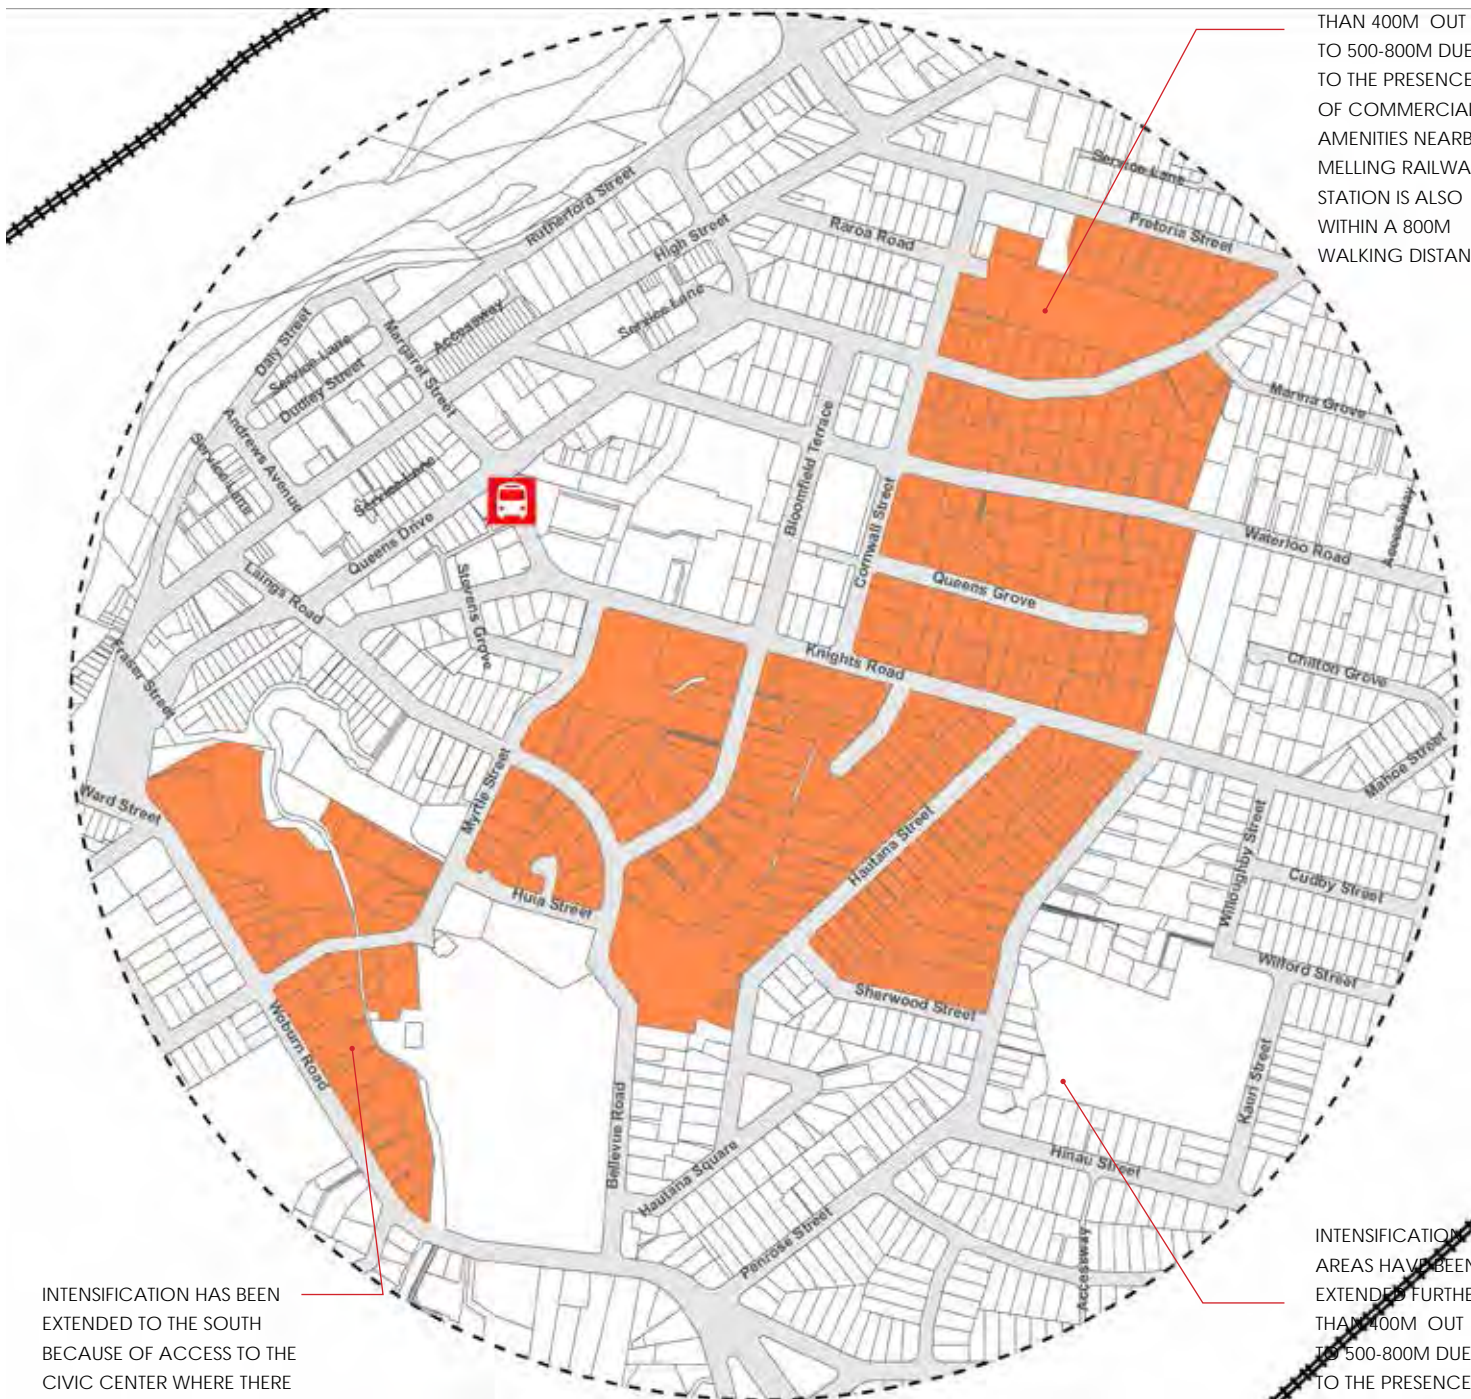 THAN 400M OUT
TO 500-800M DUE
TO THE PRESENCE
OF COMMERCIAL
AMENITIES NEARB
MELLING RAILWA
STATION IS ALSO
WITHIN A 800M
WALKING DISTAN
Service Lane
Pretoria Street
Raroa Road
Rutherford Street
High Street
Service Lane
Accessway
Margaret Street
Daly Street
Service Lane
Dudley Street
Andrews Avenue
Service Lane
Service Lane
Queens Drive
Laings Road
Stevens Grove
Fraser Street
Bloomfield Terrace
Cornwall Street
Marina Grove
Accessway
Waterloo Road
Queens Grove
Knights Road
Chilton Grove
Mahoe Street
Ward Street
Myrtle Street
Huia Street
Hautana Street
Willoughby Street
Cudby Street
Wilford Street
Sherwood Street
Woburn Road
Bellevue Road
Kauri Street
Hautana Square
Hinau Street
Penrose Street
Accessway
INTENSIFICATION HAS BEEN
EXTENDED TO THE SOUTH
BECAUSE OF ACCESS TO THE
CIVIC CENTER WHERE THERE
INTENSIFICATION
AREAS HAVE BEEN
EXTENDED FURTHE
THAN 400M OUT
TO 500-800M DUE
TO THE PRESENCE